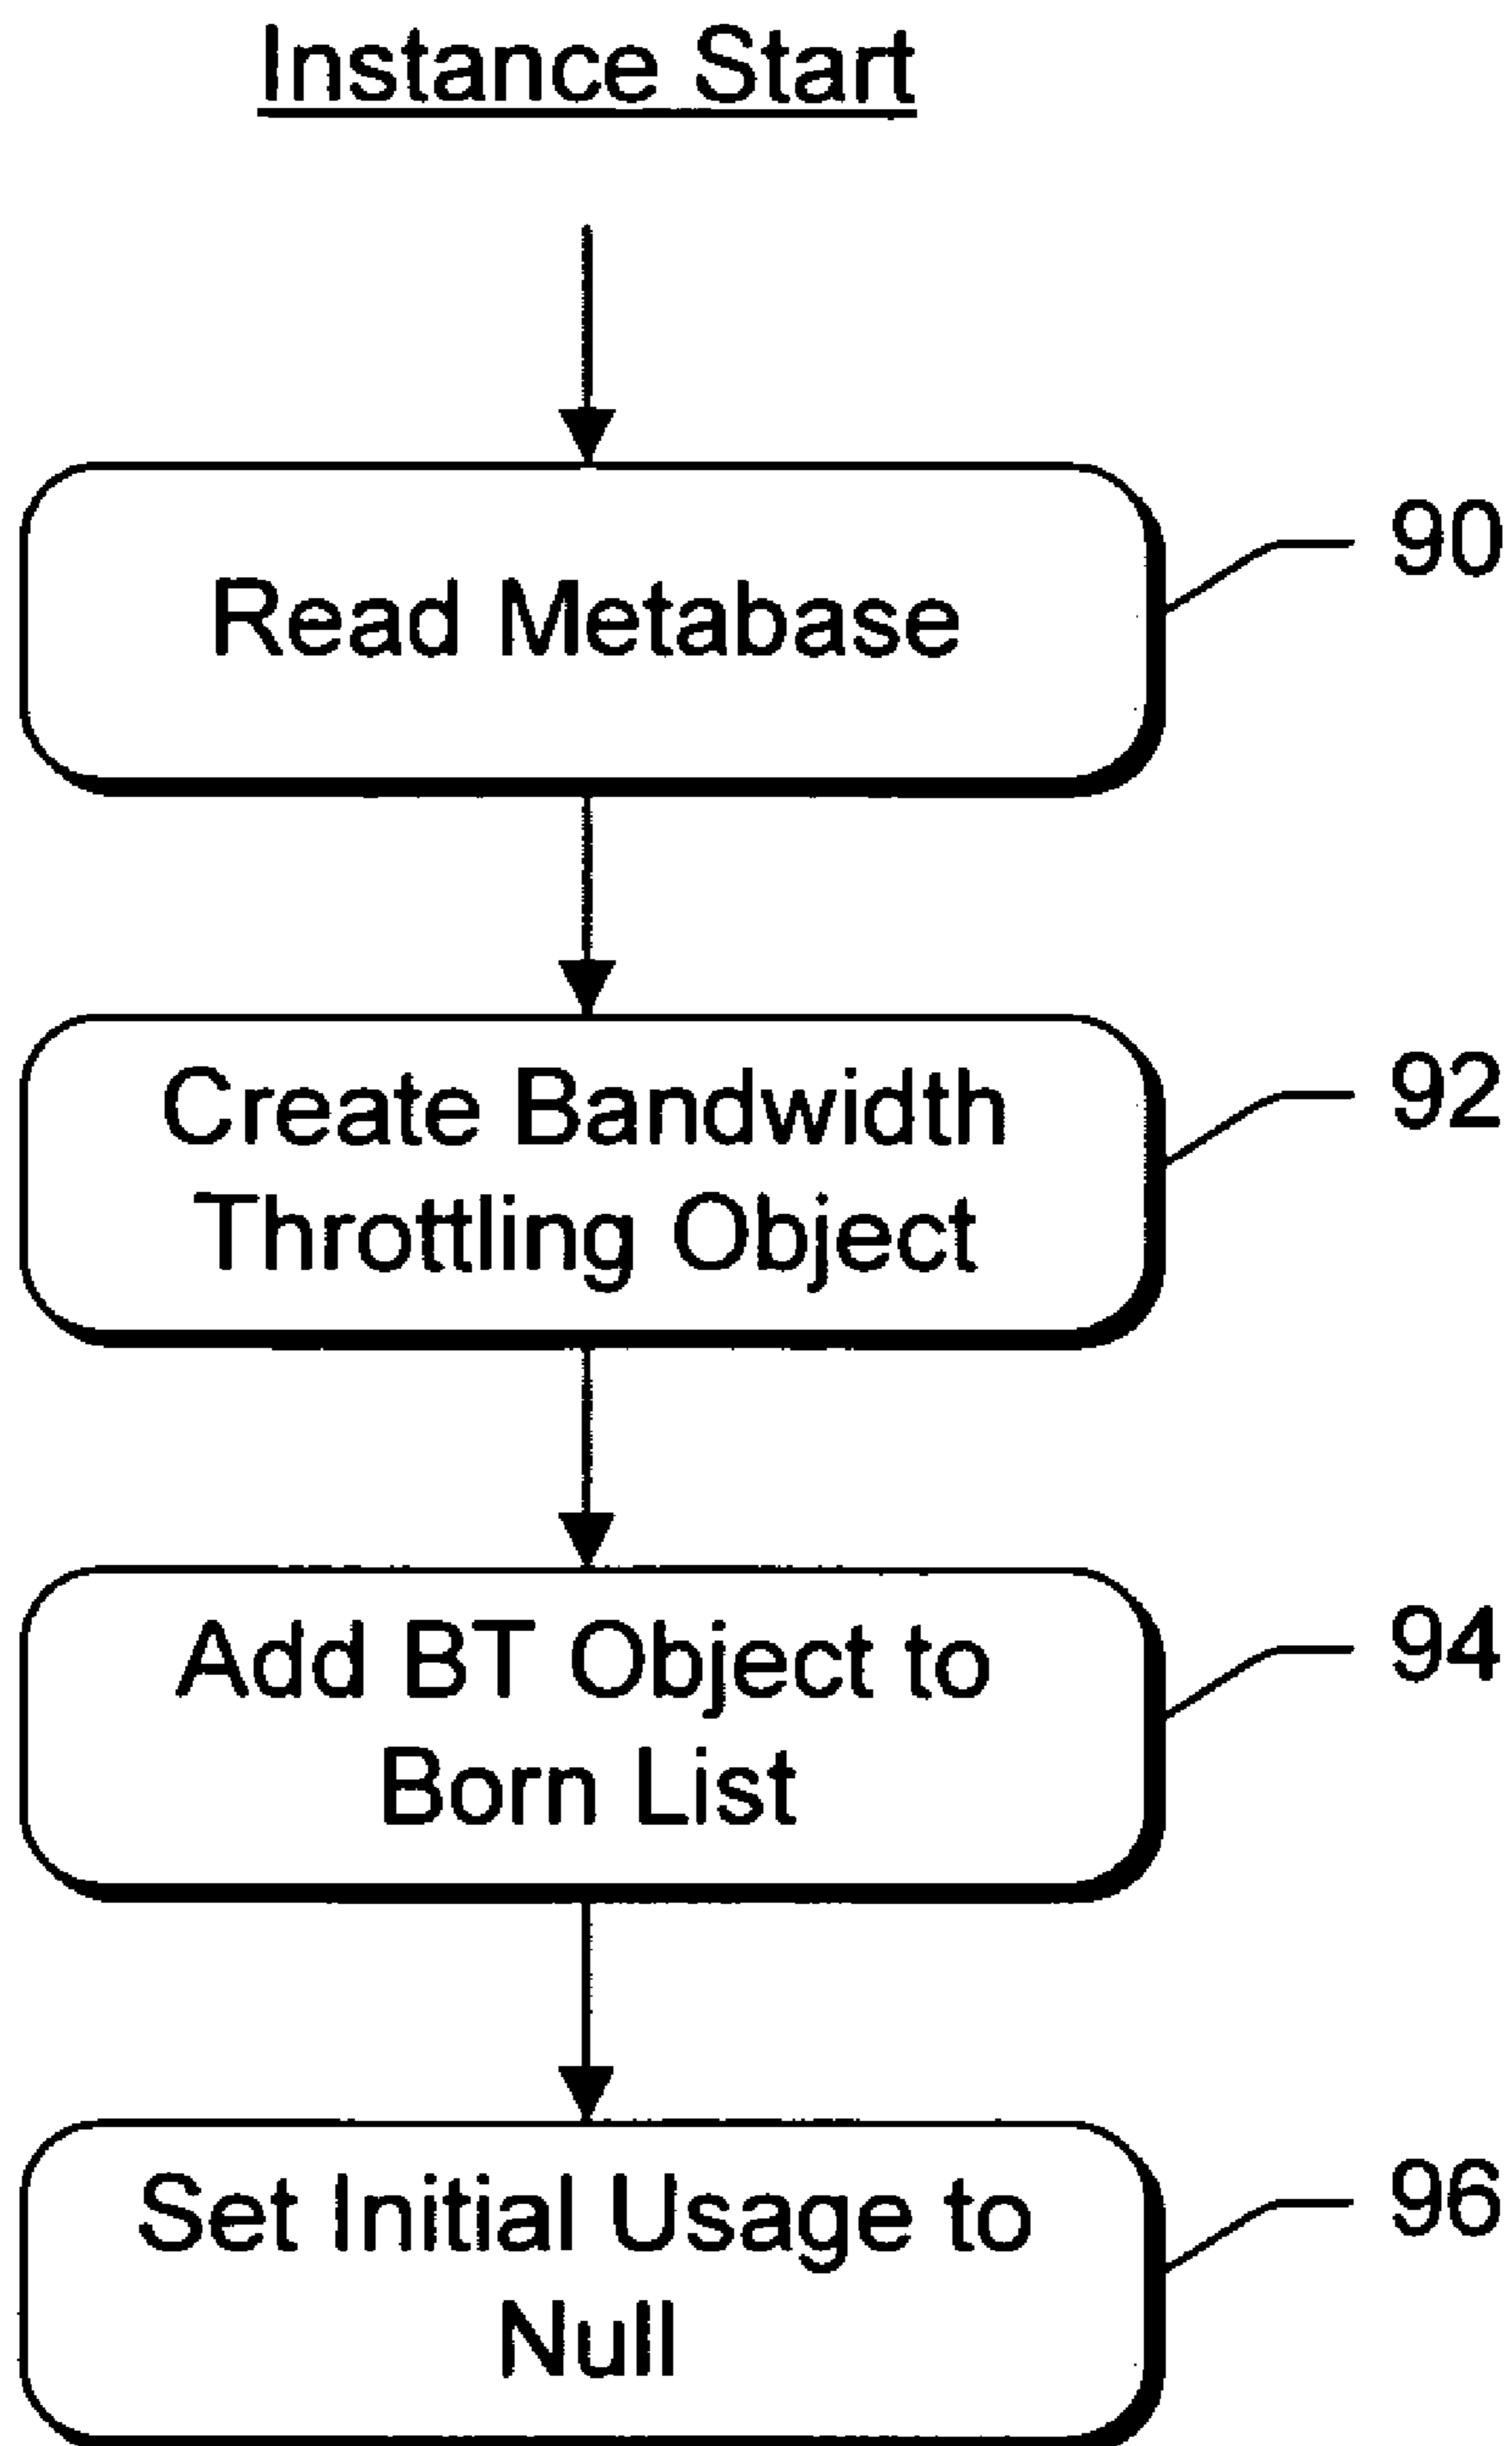 Instance Start
Read Metabase
90
Create Bandwidth
Throttling Object
92
Add BT Object to
Born List
94
Set Initial Usage to
Null
96